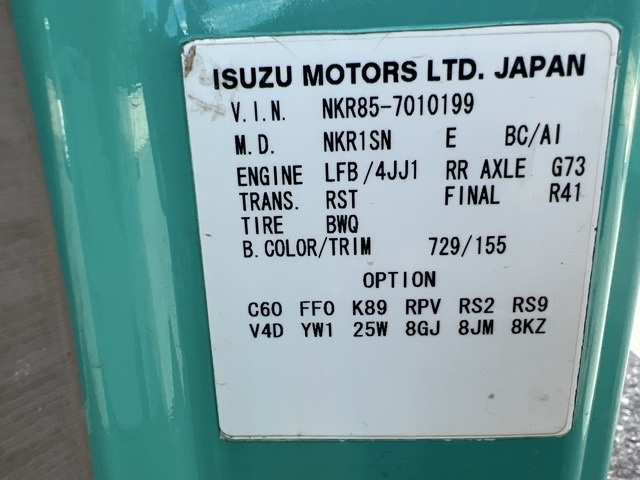 ISUZU MOTORS LTD. JAPAN
V.I.N. NKR85-7010199
M.D. NKR1SN E BC/AI
ENGINE LFB/4JJ1 RR AXLE G73
TRANS. RST FINAL R41
TIRE BWQ
B.COLOR/TRIM 729/155
OPTION
C60 FF0 K89 RPV RS2 RS9
V4D YW1 25W 8GJ 8JM 8KZ